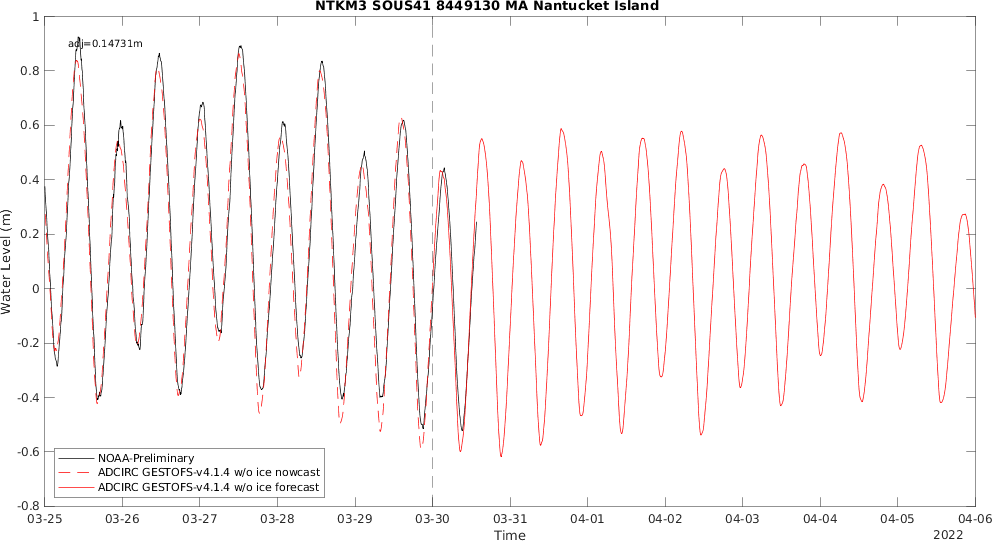 NTKM3 SOUS41 8449130 MA Nantucket Island
adj=0.14731m
1
0.8
0.6
0.4
0.2
0
-0.2
-0.4
-0.6
-0.8
Water Level (m)
NOAA-Preliminary
ADCIRC GESTOFS-v4.1.4 w/o ice nowcast
ADCIRC GESTOFS-v4.1.4 w/o ice forecast
03-25 03-26 03-27 03-28 03-29 03-30 03-31 04-01 04-02 04-03 04-04 04-05 04-06
Time
2022